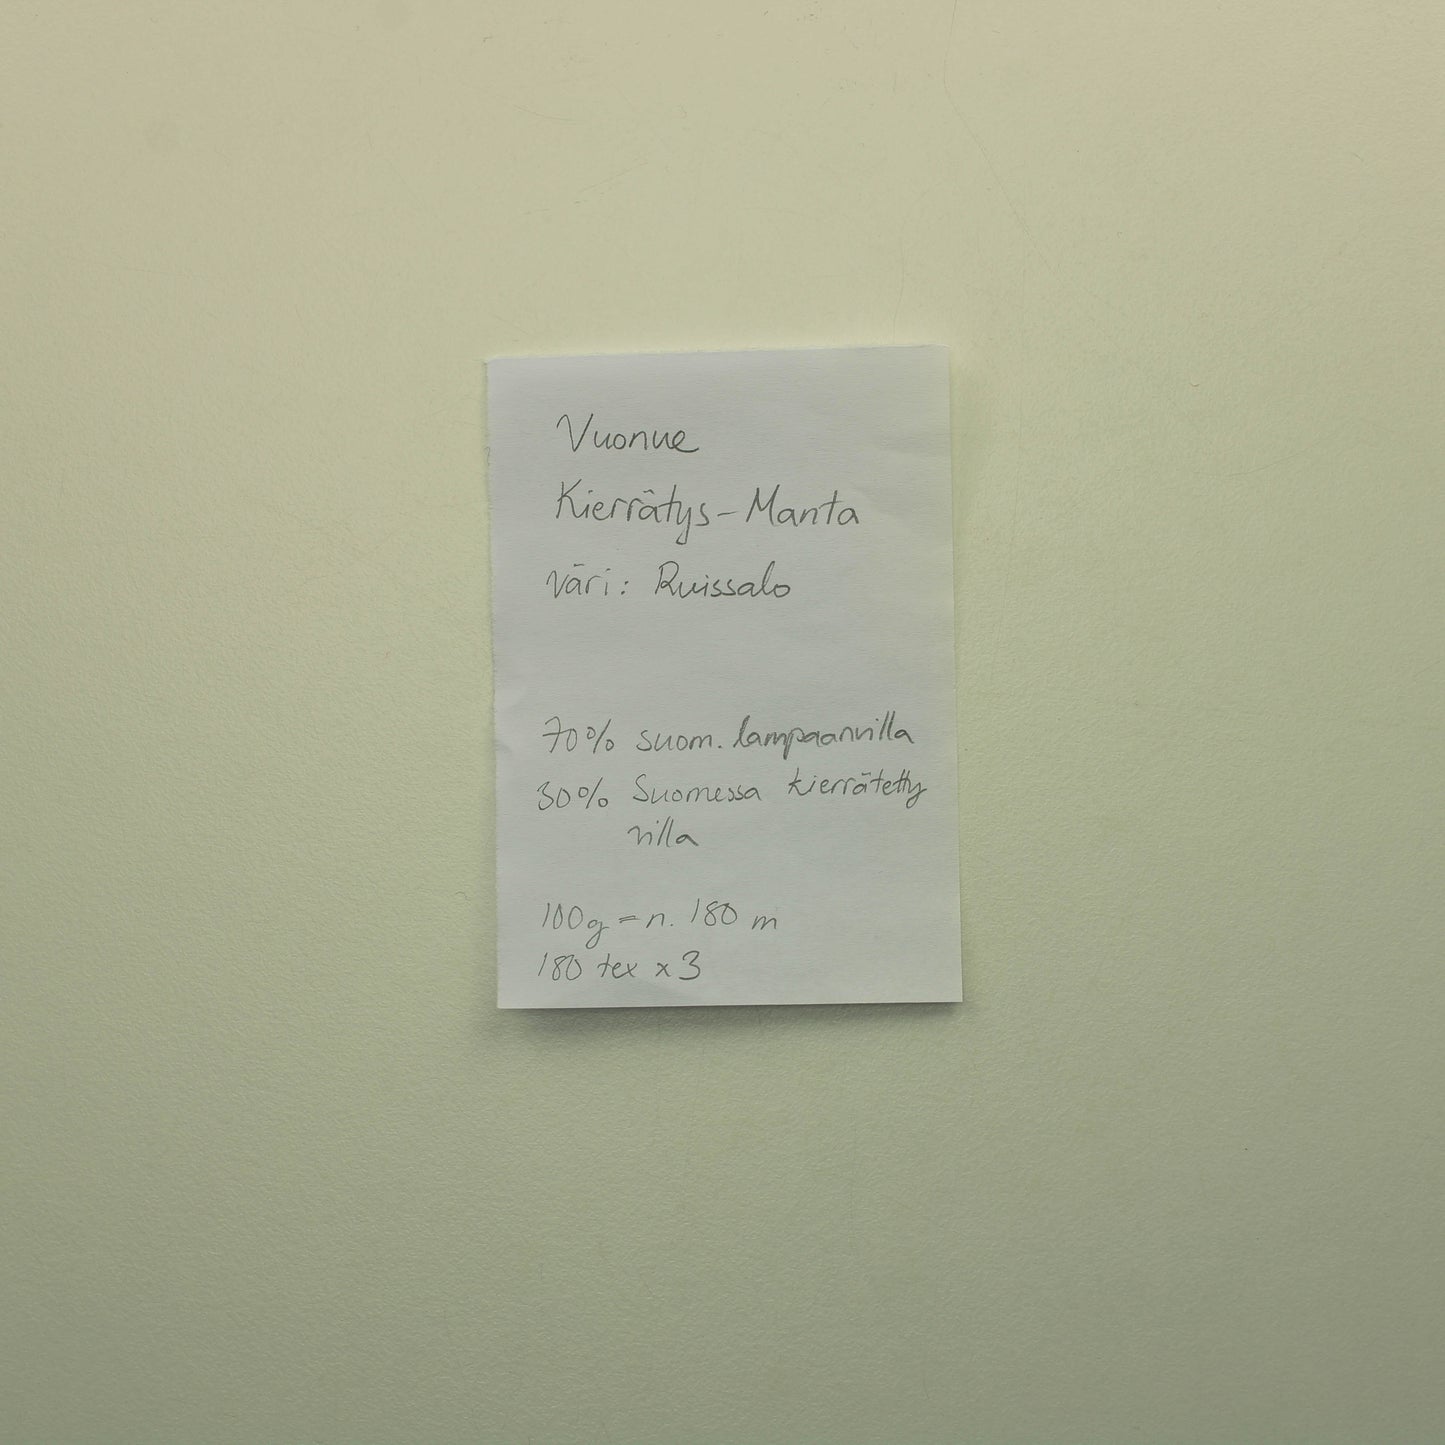 Vuonue
Kierrätys-Manta
väri: Ruissalo
70% suom. lampaanvilla
30% Suomessa kierrätetty
villa
100g = n. 180 m
180 tex x 3